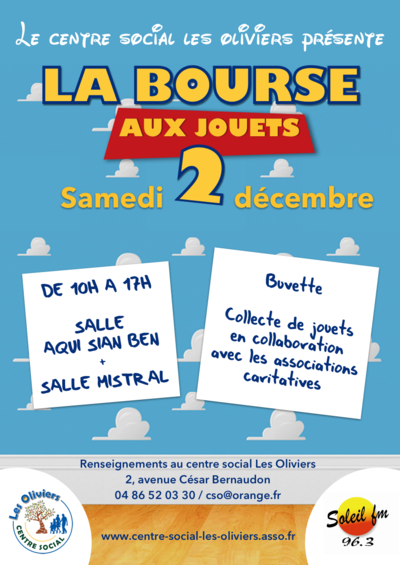 Le centre social les oliviers présente
LA BOURSE
AUX JOUETS
Samedi 2 décembre
DE 10H A 17H
SALLE
AQUI SIAN BEN
+
SALLE MISTRAL
Buvette
Collecte de jouets
en collaboration
avec les associations
caritatives
Renseignements au centre social Les Oliviers
2, avenue César Bernaudon
04 86 52 03 30 / cso@orange.fr
www.centre-social-les-oliviers.asso.fr
Les Oliviers
CENTRE SOCIAL
Soleil fm
96.3